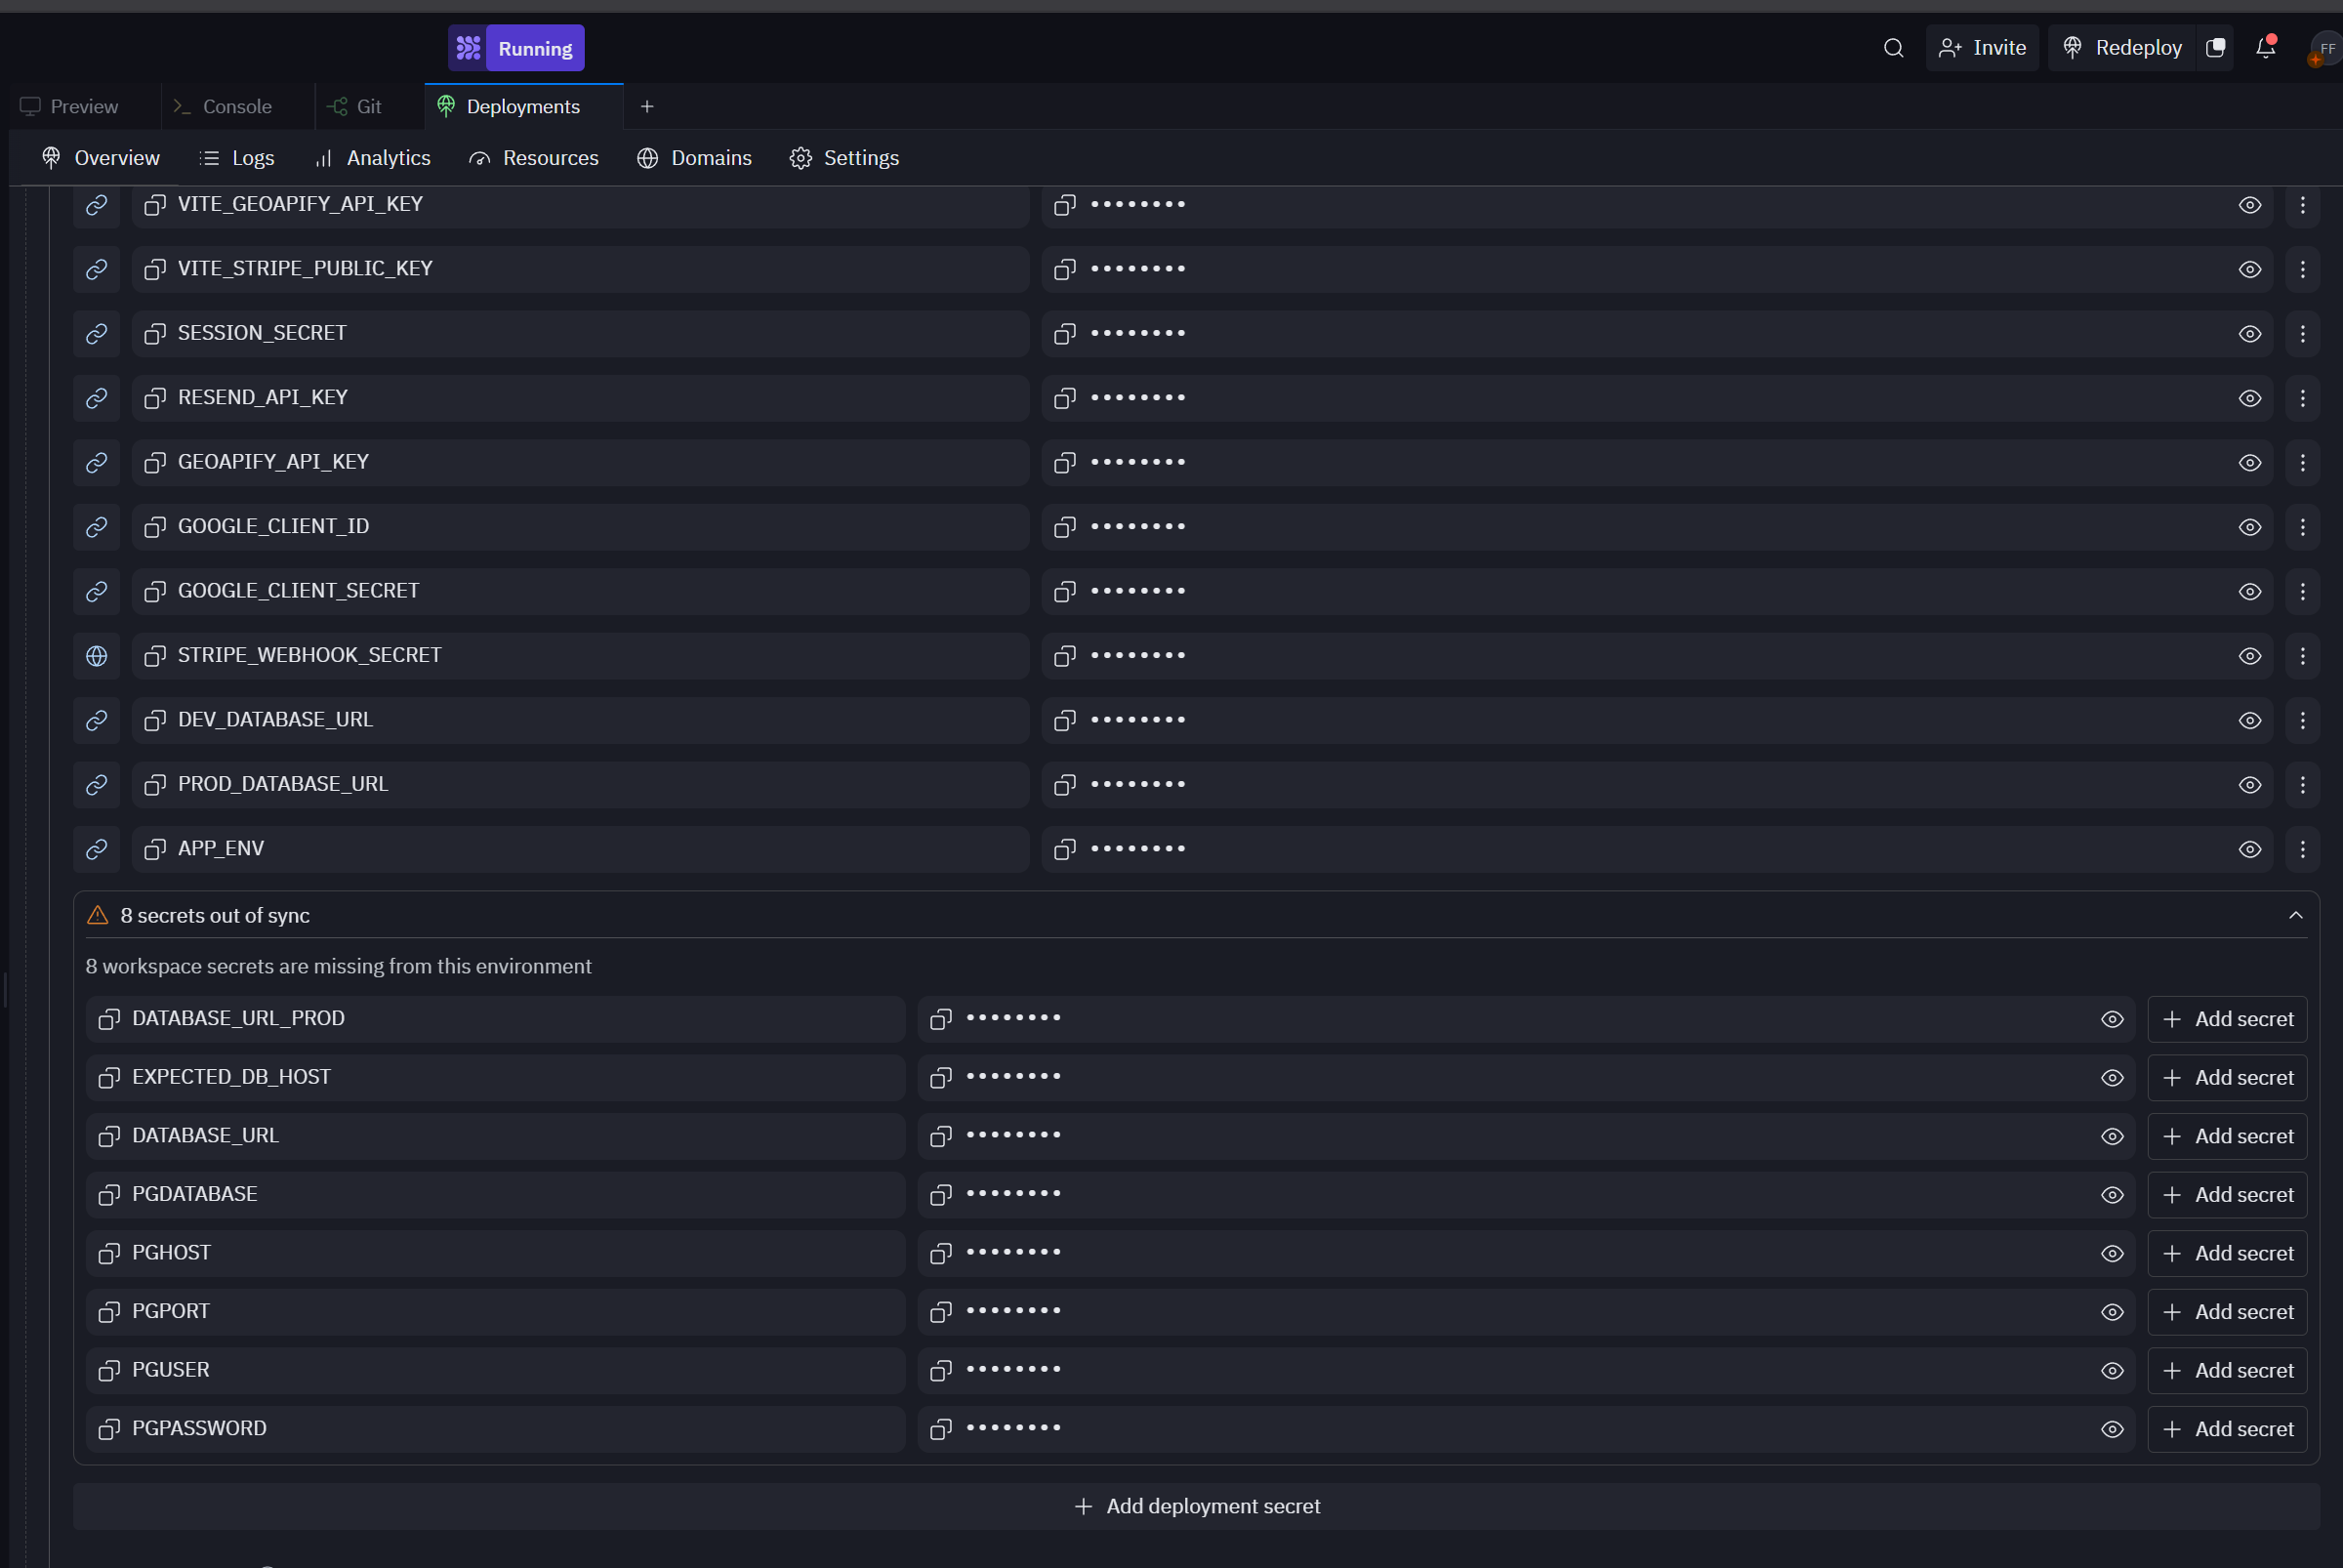 Running
Invite
Redeploy
FF
Preview
Console
Git
Deployments
Overview
Logs
Analytics
Resources
Domains
Settings
VITE_GEOAPIFY_API_KEY ••••••••
VITE_STRIPE_PUBLIC_KEY ••••••••
SESSION_SECRET ••••••••
RESEND_API_KEY ••••••••
GEOAPIFY_API_KEY ••••••••
GOOGLE_CLIENT_ID ••••••••
GOOGLE_CLIENT_SECRET ••••••••
STRIPE_WEBHOOK_SECRET ••••••••
DEV_DATABASE_URL ••••••••
PROD_DATABASE_URL ••••••••
APP_ENV ••••••••
8 secrets out of sync
8 workspace secrets are missing from this environment
DATABASE_URL_PROD •••••••• Add secret
EXPECTED_DB_HOST •••••••• Add secret
DATABASE_URL •••••••• Add secret
PGDATABASE •••••••• Add secret
PGHOST •••••••• Add secret
PGPORT •••••••• Add secret
PGUSER •••••••• Add secret
PGPASSWORD •••••••• Add secret
Add deployment secret